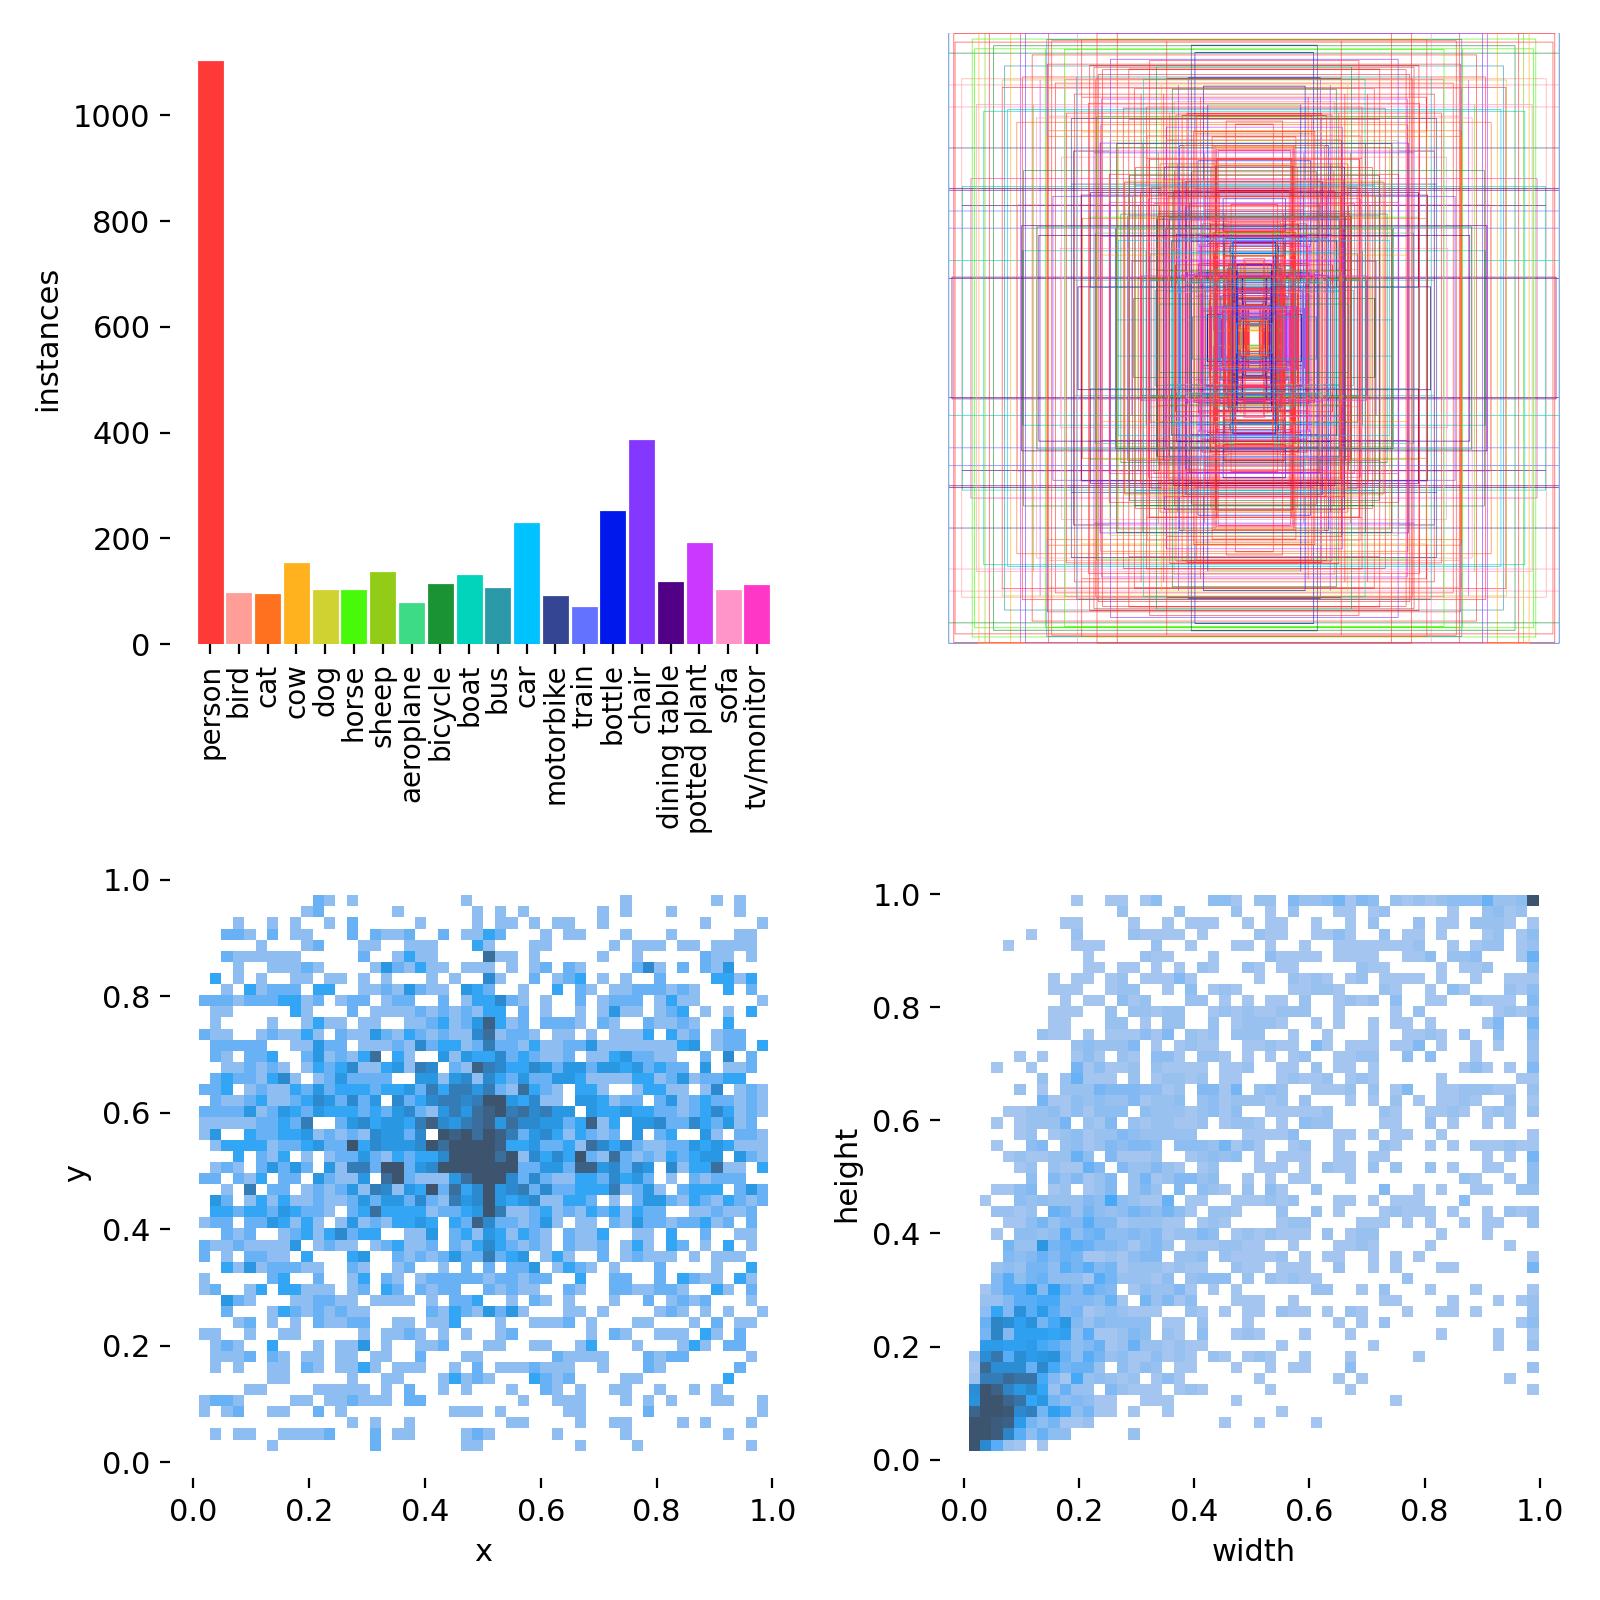 1000
800
600
400
200
0
instances
person
bird
cat
cow
dog
horse
sheep
aeroplane
bicycle
boat
bus
car
motorbike
train
bottle
chair
dining table
potted plant
sofa
tv/monitor
1.0
0.8
0.6
0.4
0.2
0.0
y
0.0 0.2 0.4 0.6 0.8 1.0
x
1.0
0.8
0.6
0.4
0.2
0.0
height
0.0 0.2 0.4 0.6 0.8 1.0
width